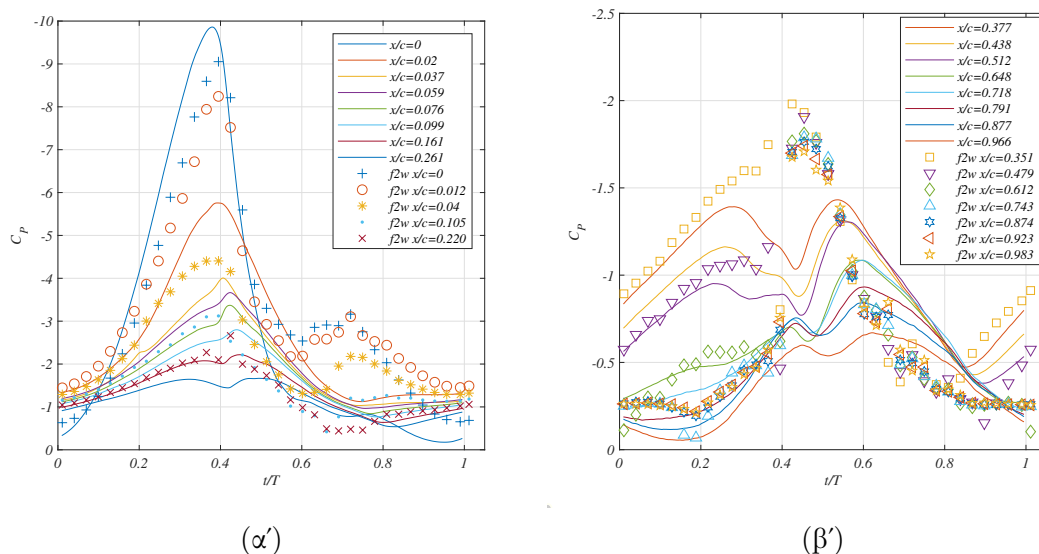 -10
-9
-8
-7
-6
-5
-4
-3
-2
-1
0
C_P
0
0.2
0.4
0.6
0.8
1
t/T
x/c=0
x/c=0.02
x/c=0.037
x/c=0.059
x/c=0.076
x/c=0.099
x/c=0.161
x/c=0.261
f2w x/c=0
f2w x/c=0.012
f2w x/c=0.04
f2w x/c=0.105
f2w x/c=0.220
(α′)
-2.5
-2
-1.5
-1
-0.5
0
C_P
0
0.2
0.4
0.6
0.8
1
t/T
x/c=0.377
x/c=0.438
x/c=0.512
x/c=0.648
x/c=0.718
x/c=0.791
x/c=0.877
x/c=0.966
f2w x/c=0.351
f2w x/c=0.479
f2w x/c=0.612
f2w x/c=0.743
f2w x/c=0.874
f2w x/c=0.923
f2w x/c=0.983
(β′)